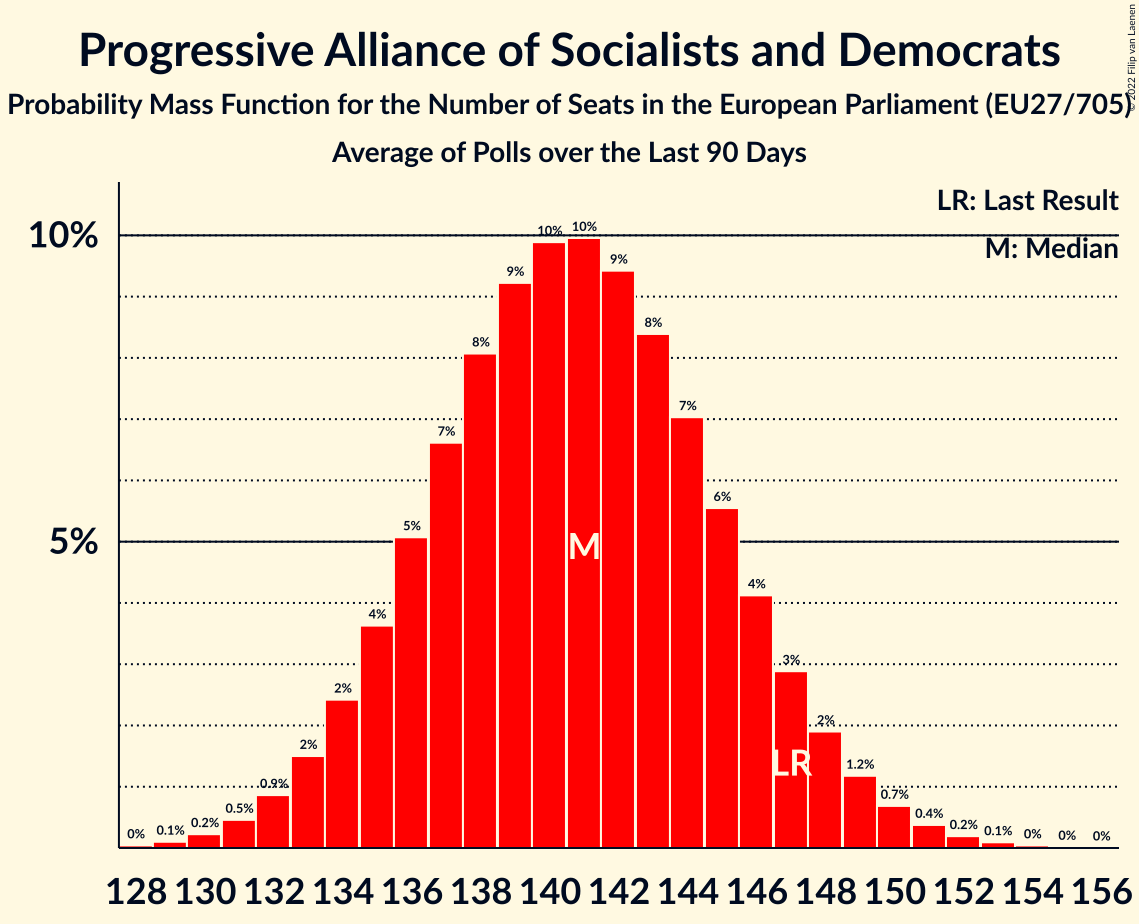 Progressive Alliance of Socialists and Democrats
Probability Mass Function for the Number of Seats in the European Parliament (EU27/705)
Average of Polls over the Last 90 Days
© 2022 Filip van Laenen
LR: Last Result
M: Median
10%
5%
0% 0.1% 0.2% 0.5% 0.9% 2% 2% 4% 5% 7% 8% 9% 10% 10% 9% 8% 7% 6% 4% 3% 2% 1.2% 0.7% 0.4% 0.2% 0.1% 0% 0% 0%
M
LR
128 130 132 134 136 138 140 142 144 146 148 150 152 154 156